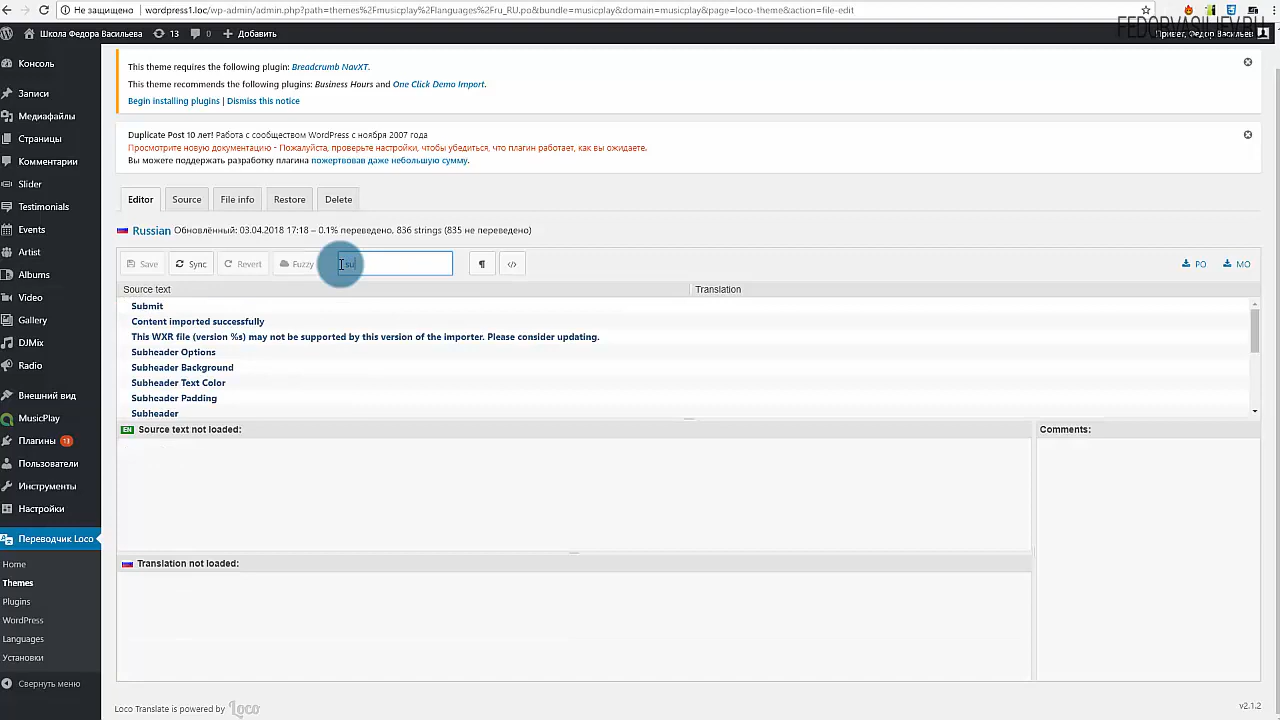 Не защищено wordpress1.loc/wp-admin/admin.php?path=themes%2Fmusicplay%2Flanguages%2Fru_RU.po&bundle=musicplay&domain=musicplay&page=loco-theme&action=file-edit
FEDORVASILIEV.RU
Школа Фёдора Васильева 13 0 Добавить Привет, Фёдор Васильев
Консоль
Записи
Медиафайлы
Страницы
Комментарии
Slider
Testimonials
Events
Artist
Albums
Video
Gallery
DJMix
Radio
Внешний вид
MusicPlay
Плагины 13
Пользователи
Инструменты
Настройки
Переводчик Loco
Home
Themes
Plugins
WordPress
Languages
Установки
Свернуть меню
This theme requires the following plugin: Breadcrumb NavXT.
This theme recommends the following plugins: Business Hours and One Click Demo Import.
Begin installing plugins | Dismiss this notice
Duplicate Post 10 лет! Работа с сообществом WordPress с ноября 2007 года
Просмотрите новую документацию - Пожалуйста, проверьте настройки, чтобы убедиться, что плагин работает, как вы ожидаете.
Вы можете поддержать разработку плагина пожертвовав даже небольшую сумму.
Editor Source File info Restore Delete
Russian Обновлённый: 03.04.2018 17:18 – 0.1% переведено, 836 strings (835 не переведено)
Save Sync Revert Fuzzy su ¶ </> PO MO
Source text Translation
Submit
Content imported successfully
This WXR file (version %s) may not be supported by this version of the importer. Please consider updating.
Subheader Options
Subheader Background
Subheader Text Color
Subheader Padding
Subheader
EN Source text not loaded: Comments:
Translation not loaded:
Loco Translate is powered by Loco
v2.1.2